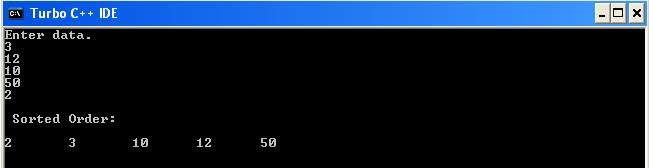 Turbo C++ IDE
Enter data.
3
12
10
50
2
Sorted Order:
2 3 10 12 50